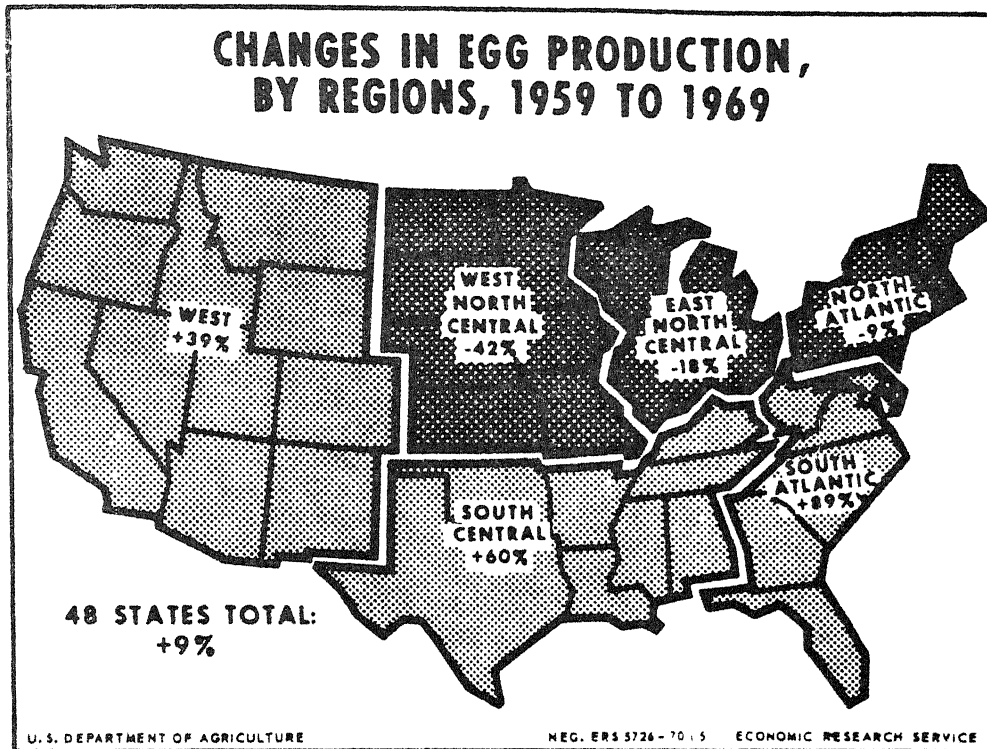 CHANGES IN EGG PRODUCTION,
BY REGIONS, 1959 TO 1969
WEST
+39%
WEST
NORTH
CENTRAL
-42%
EAST
NORTH
CENTRAL
-18%
NORTH
ATLANTIC
-9%
SOUTH
ATLANTIC
+89%
SOUTH
CENTRAL
+60%
48 STATES TOTAL:
+9%
U. S. DEPARTMENT OF AGRICULTURE
NEG. ERS 5726-70 ECONOMIC RESEARCH SERVICE